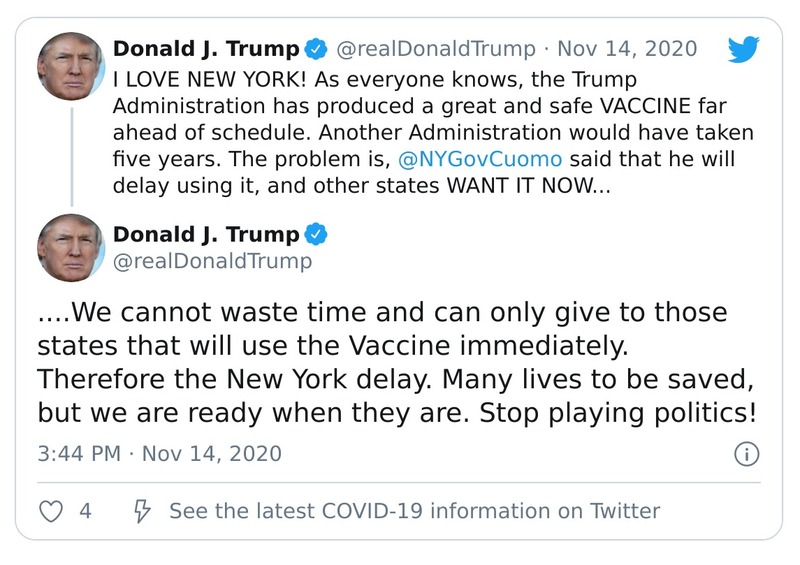 Donald J. Trump @realDonaldTrump · Nov 14, 2020
I LOVE NEW YORK! As everyone knows, the Trump
Administration has produced a great and safe VACCINE far
ahead of schedule. Another Administration would have taken
five years. The problem is, @NYGovCuomo said that he will
delay using it, and other states WANT IT NOW...
Donald J. Trump
@realDonaldTrump
....We cannot waste time and can only give to those
states that will use the Vaccine immediately.
Therefore the New York delay. Many lives to be saved,
but we are ready when they are. Stop playing politics!
3:44 PM · Nov 14, 2020
4 See the latest COVID-19 information on Twitter